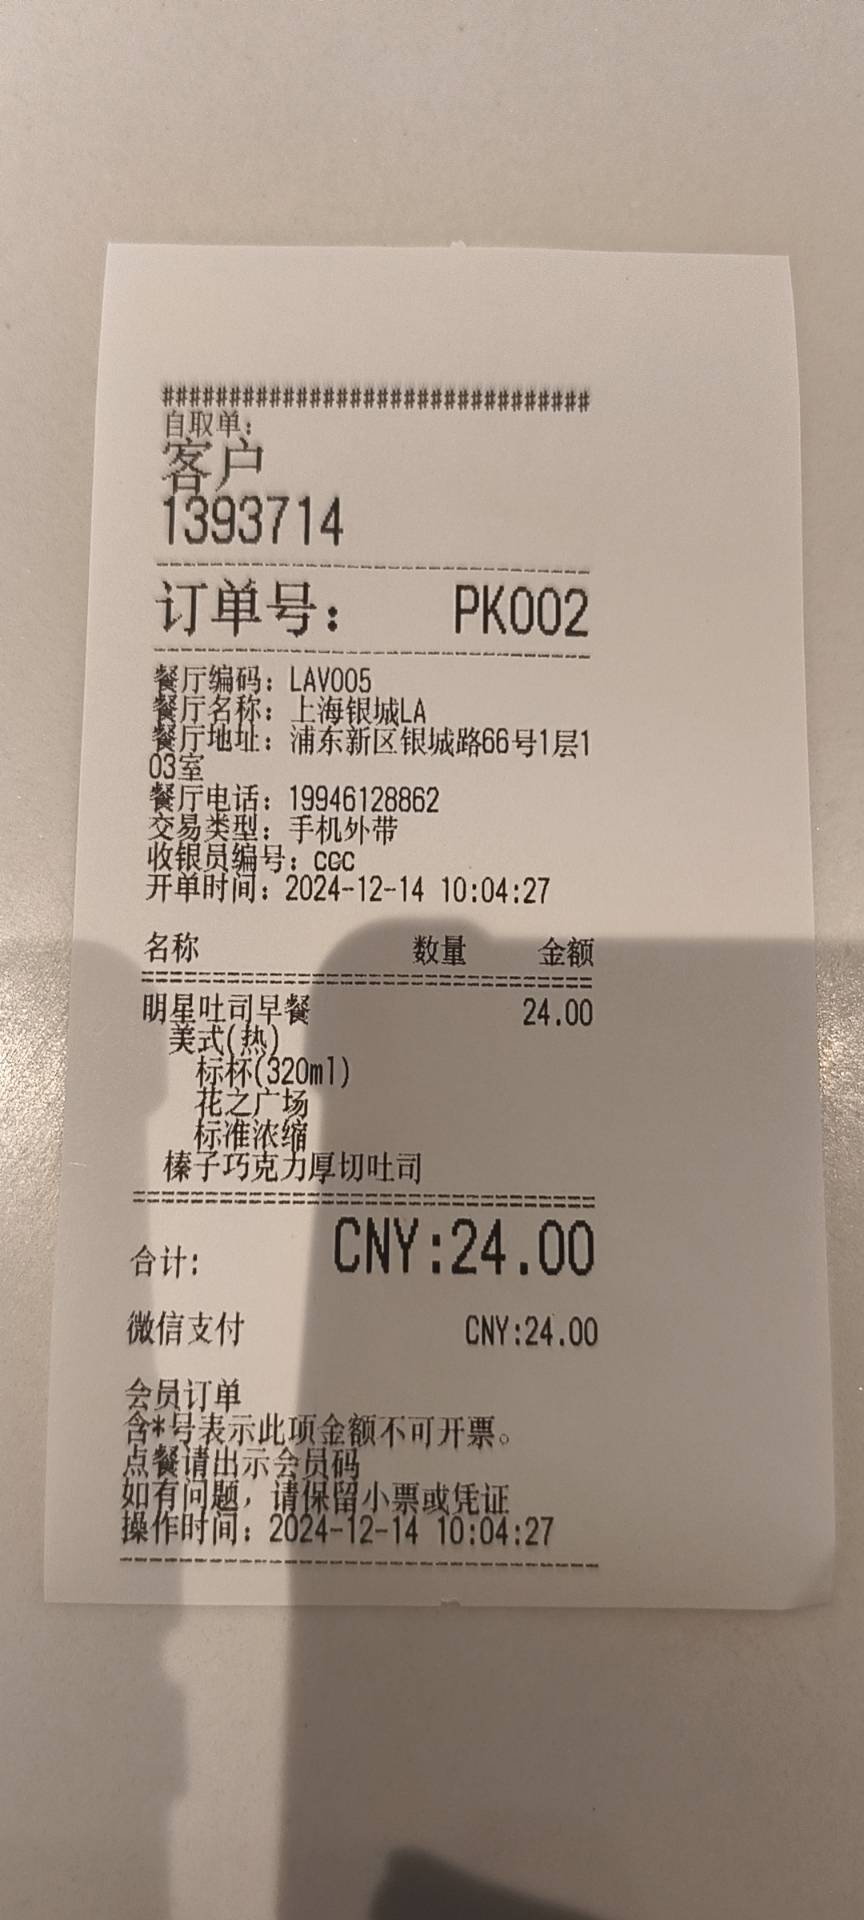 ################################
自取单:
客户
1393714
--------------------------------
订单号: PK002
--------------------------------
餐厅编码: LAV005
餐厅名称: 上海银城LA
餐厅地址: 浦东新区银城路66号1层1
03室
餐厅电话: 19946128862
交易类型: 手机外带
收银员编号: ccc
开单时间: 2024-12-14 10:04:27
名称 数量 金额
================================
明星吐司早餐 24.00
美式(热)
标杯(320ml)
花之广场
标准浓缩
榛子巧克力厚切吐司
================================
合计: CNY:24.00
微信支付 CNY:24.00
会员订单
含*号表示此项金额不可开票。
点餐请出示会员码
如有问题，请保留小票或凭证
操作时间: 2024-12-14 10:04:27
--------------------------------